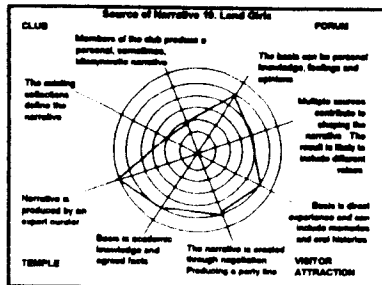 Source of Narrative 19. Land Girls
CLUB
FORUM
Members of the club produce a
personal, sometimes,
idiosyncratic narrative
The basis can be personal
knowledge, feelings and
opinions
The existing
collections
define the
narrative
Multiple sources
contribute to
shaping the
narrative. The
result is likely to
include different
values
Narrative is
produced by an
expert curator
Basis is direct
experience and can
include memories
and oral histories
Basis is academic
knowledge and
agreed facts
The narrative is created
through negotiation
Producing a party line
TEMPLE
VISITOR
ATTRACTION